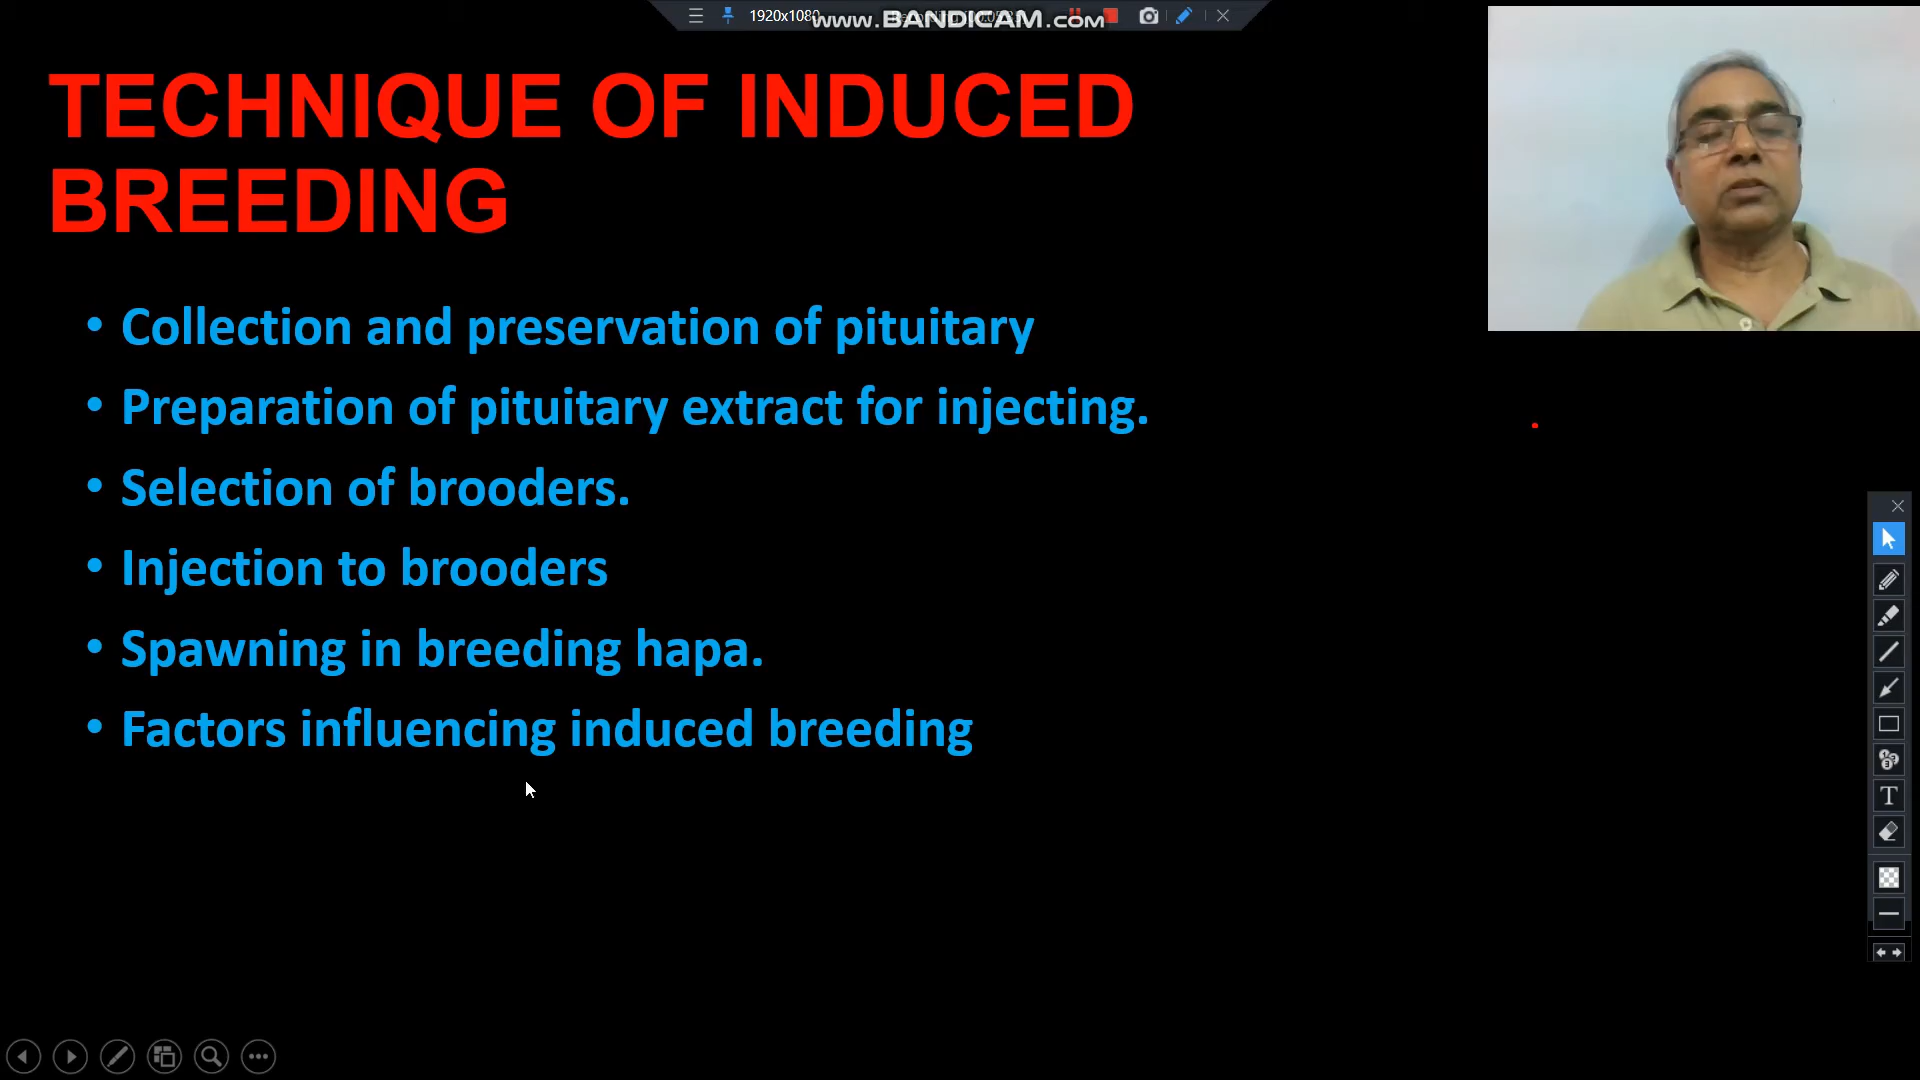 1920x1080
www.BANDICAM.com
TECHNIQUE OF INDUCED
BREEDING
• Collection and preservation of pituitary
• Preparation of pituitary extract for injecting.
• Selection of brooders.
• Injection to brooders
• Spawning in breeding hapa.
• Factors influencing induced breeding
T